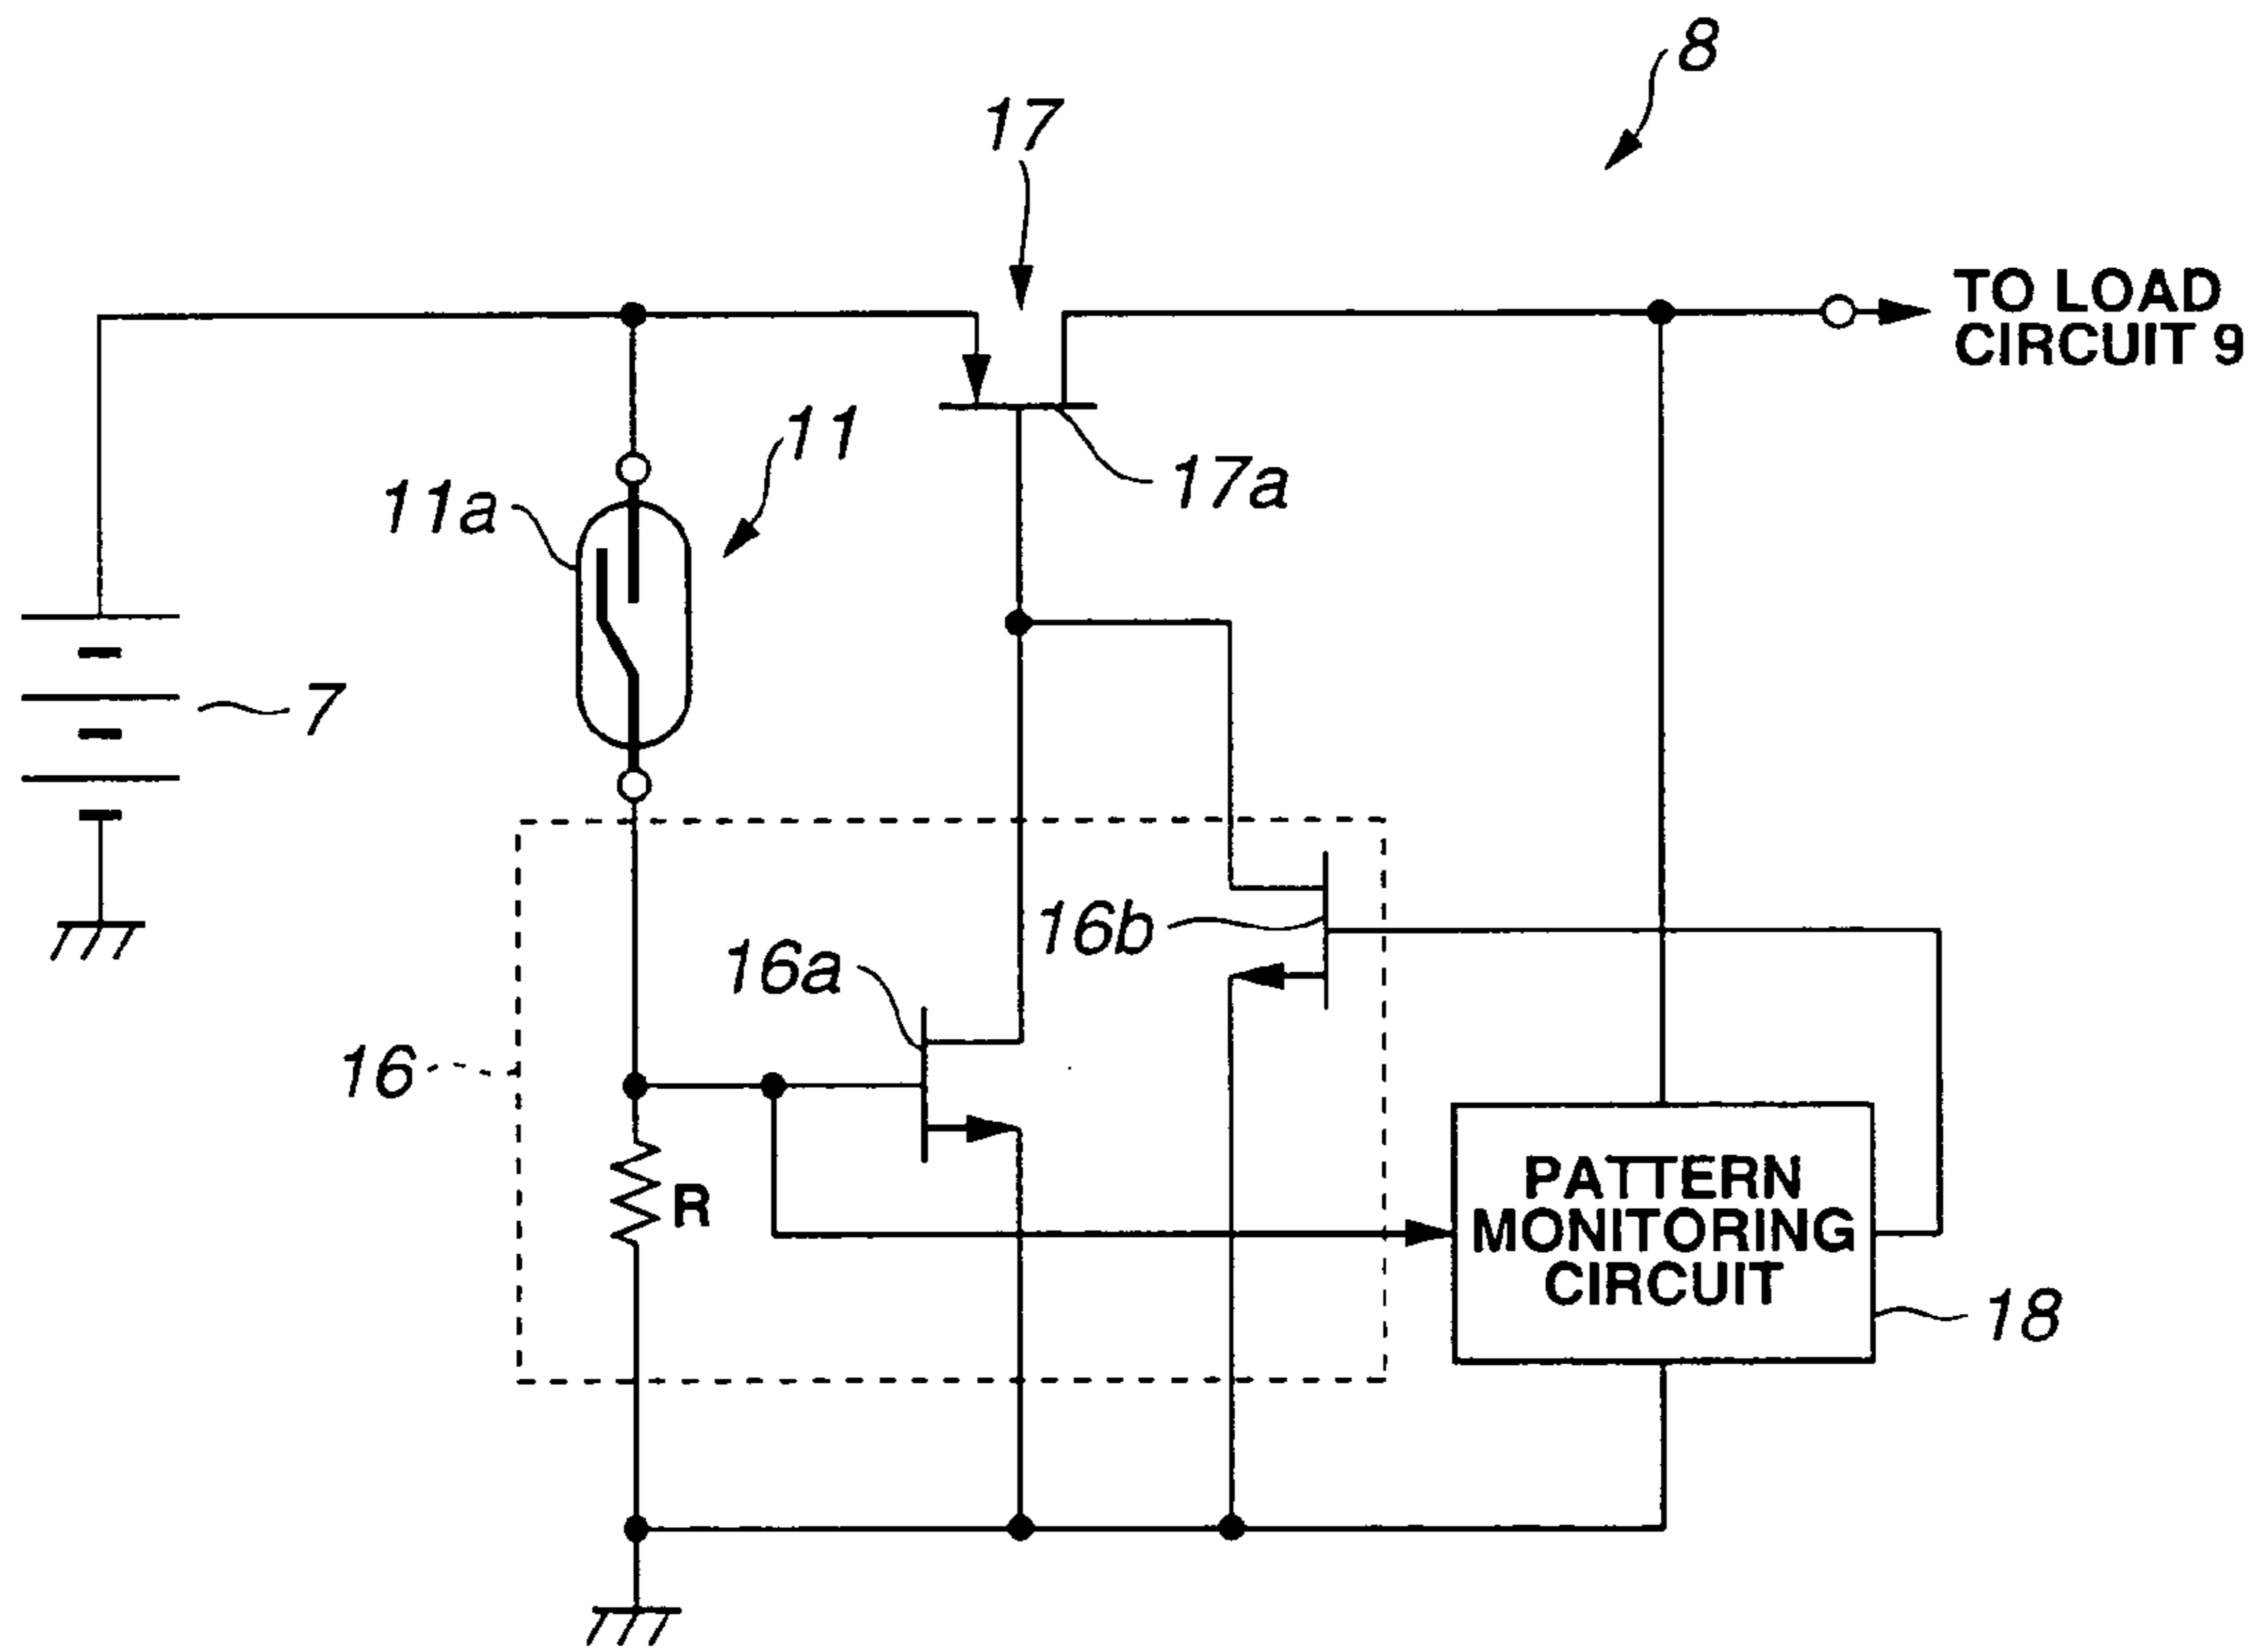 8
17
TO LOAD
CIRCUIT 9
11
11a
17a
7
16b
16a
16
R
PATTERN
MONITORING
CIRCUIT
18